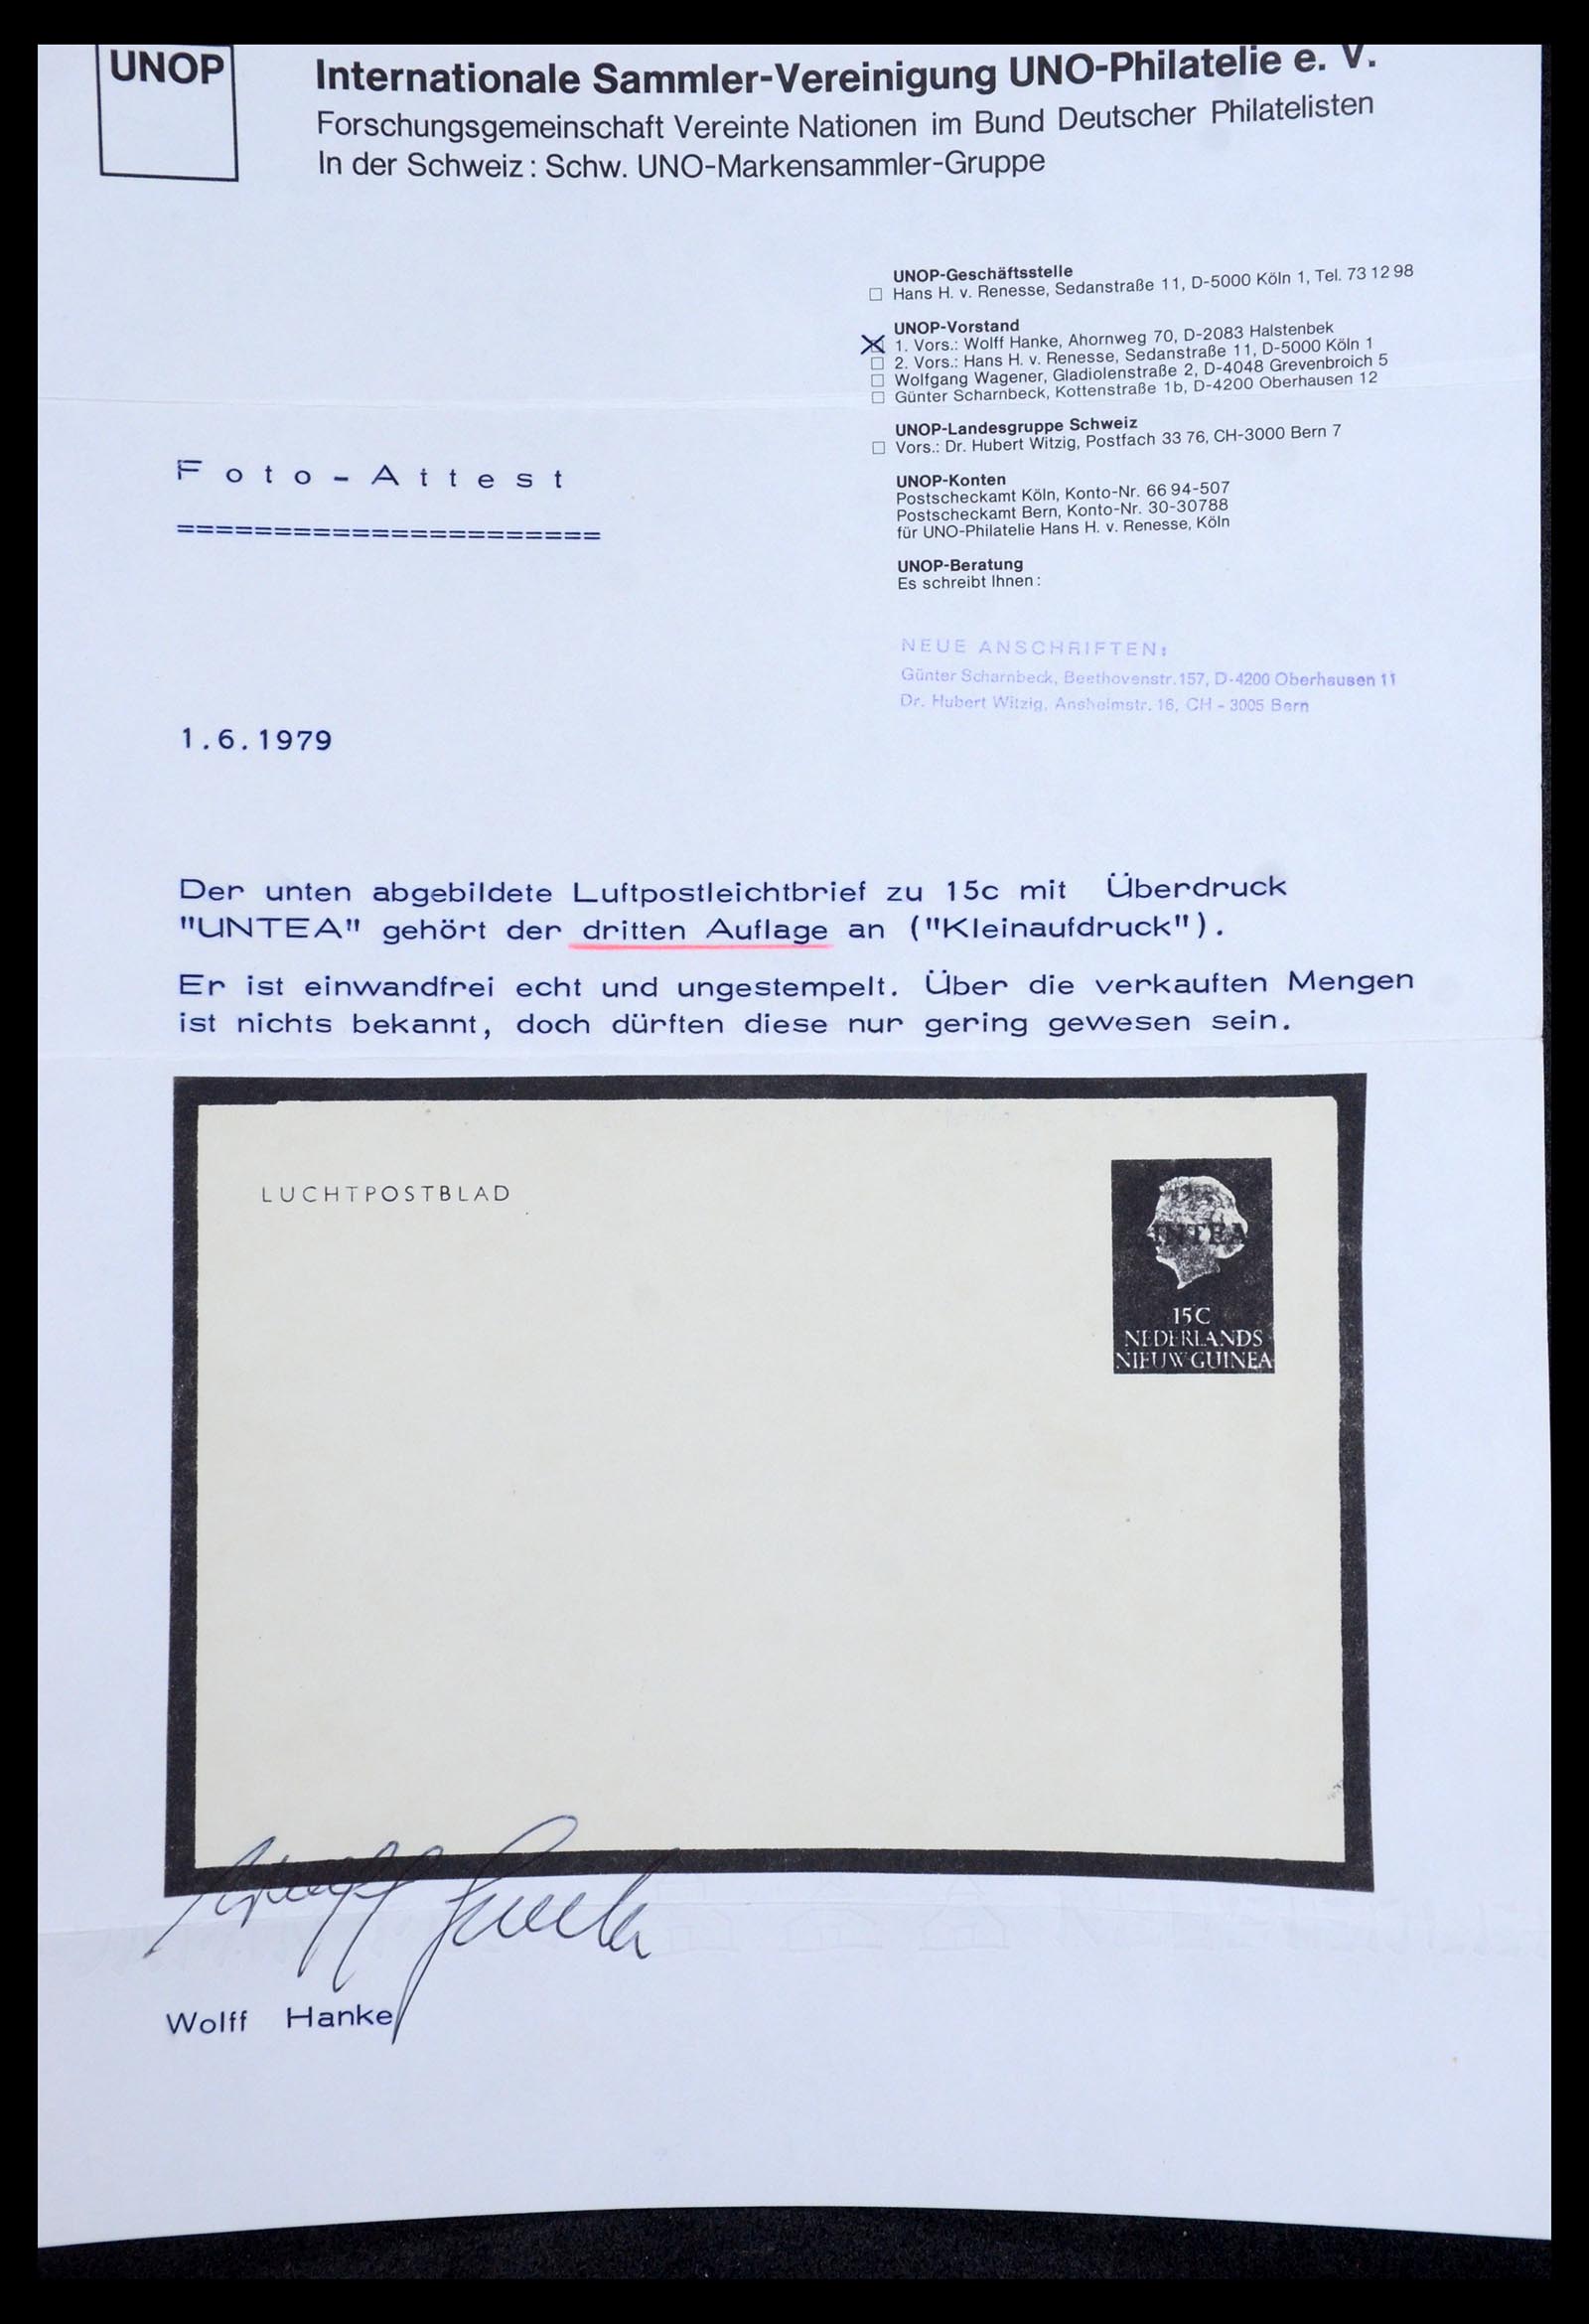 UNOP
Internationale Sammler-Vereinigung UNO-Philatelie e. V.
Forschungsgemeinschaft Vereinte Nationen im Bund Deutscher Philatelisten
In der Schweiz: Schw. UNO-Markensammler-Gruppe
UNOP-Geschäftsstelle
Hans H. v. Renesse, Sedanstraße 11, D-5000 Köln 1, Tel. 73 12 98
UNOP-Vorstand
1. Vors.: Wolff Hanke, Ahornweg 70, D-2083 Halstenbek
2. Vors.: Hans H. v. Renesse, Sedanstraße 11, D-5000 Köln 1
Wolfgang Wagener, Gladiolenstraße 2, D-4048 Grevenbroich 5
Günter Scharnbeck, Kottenstraße 1b, D-4200 Oberhausen 12
UNOP-Landesgruppe Schweiz
Vors.: Dr. Hubert Witzig, Postfach 33 76, CH-3000 Bern 7
UNOP-Konten
Postscheckamt Köln, Konto-Nr. 66 94-507
Postscheckamt Bern, Konto-Nr. 30-30788
für UNO-Philatelie Hans H. v. Renesse, Köln
UNOP-Beratung
Es schreibt Ihnen:
NEUE ANSCHRIFTEN:
Günter Scharnbeck, Beethovenstr.157, D-4200 Oberhausen 11
Dr. Hubert Witzig, Anshelmstr. 16, CH - 3005 Bern
Foto-Attest
======================
1.6.1979
Der unten abgebildete Luftpostleichtbrief zu 15c mit Überdruck
"UNTEA" gehört der dritten Auflage an ("Kleinaufdruck").
Er ist einwandfrei echt und ungestempelt. Über die verkauften Mengen
ist nichts bekannt, doch dürften diese nur gering gewesen sein.
LUCHTPOSTBLAD
UNTEA
15C
NEDERLANDS
NIEUW GUINEA
Wolff Hanke
Wolff Hanke